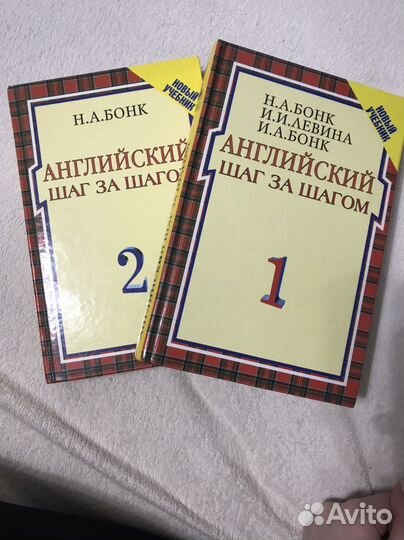 Н.А.БОНК
АНГЛИЙСКИЙ
ШАГ ЗА ШАГОМ
2
НОВЫЙ
УЧЕБНИК
Н.А.БОНК
И.И.ЛЕВИНА
И.А.БОНК
АНГЛИЙСКИЙ
ШАГ ЗА ШАГОМ
1
НОВЫЙ
УЧЕБНИК
Avito